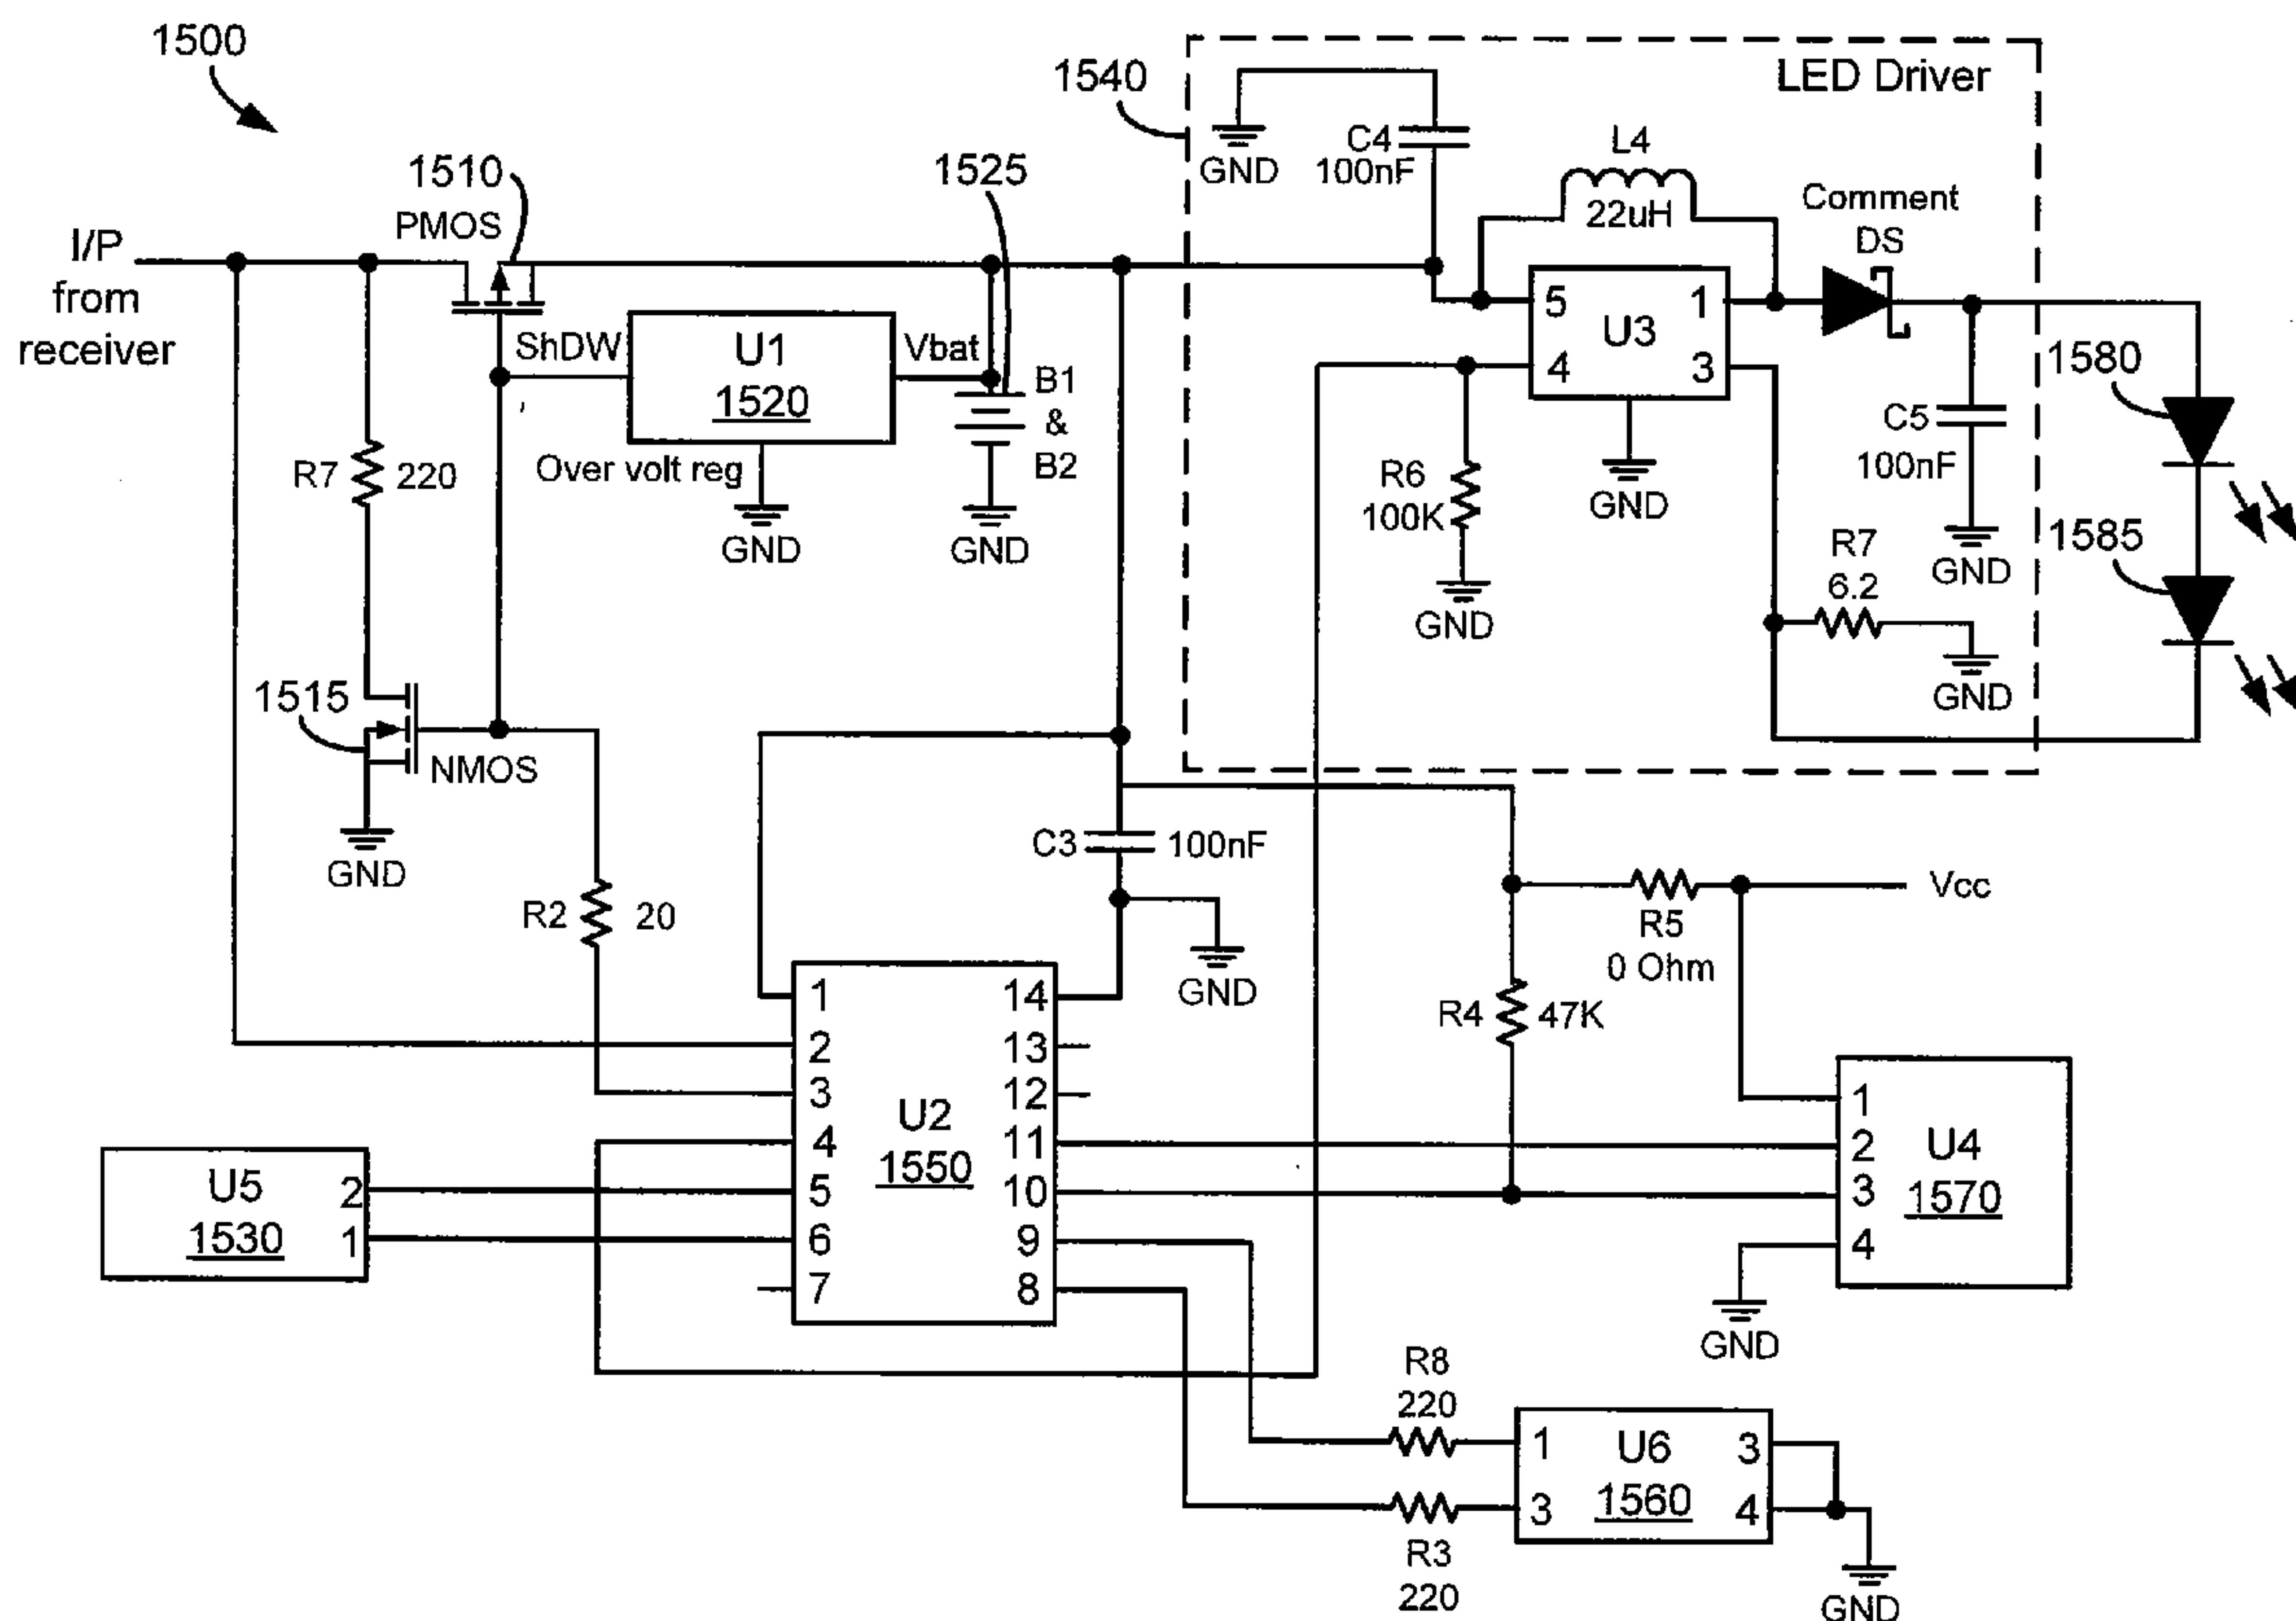 1500
I/P
from
receiver
1510
PMOS
1525
1540
LED Driver
GND
C4
100nF
L4
22uH
Comment
DS
ShDW
U1
1520
Vbat
Over volt reg
GND
B1
&
B2
GND
R7
220
5
4
U3
1
3
GND
R6
100K
GND
C5
100nF
GND
R7
6.2
GND
1580
1585
1515
NMOS
GND
R2
20
C3
100nF
GND
Vcc
R5
0 Ohm
R4
47K
1
2
3
4
5
6
7
U2
1550
14
13
12
11
10
9
8
U5
1530
2
1
1
2
3
4
U4
1570
GND
R8
220
R3
220
1
3
U6
1560
3
4
GND